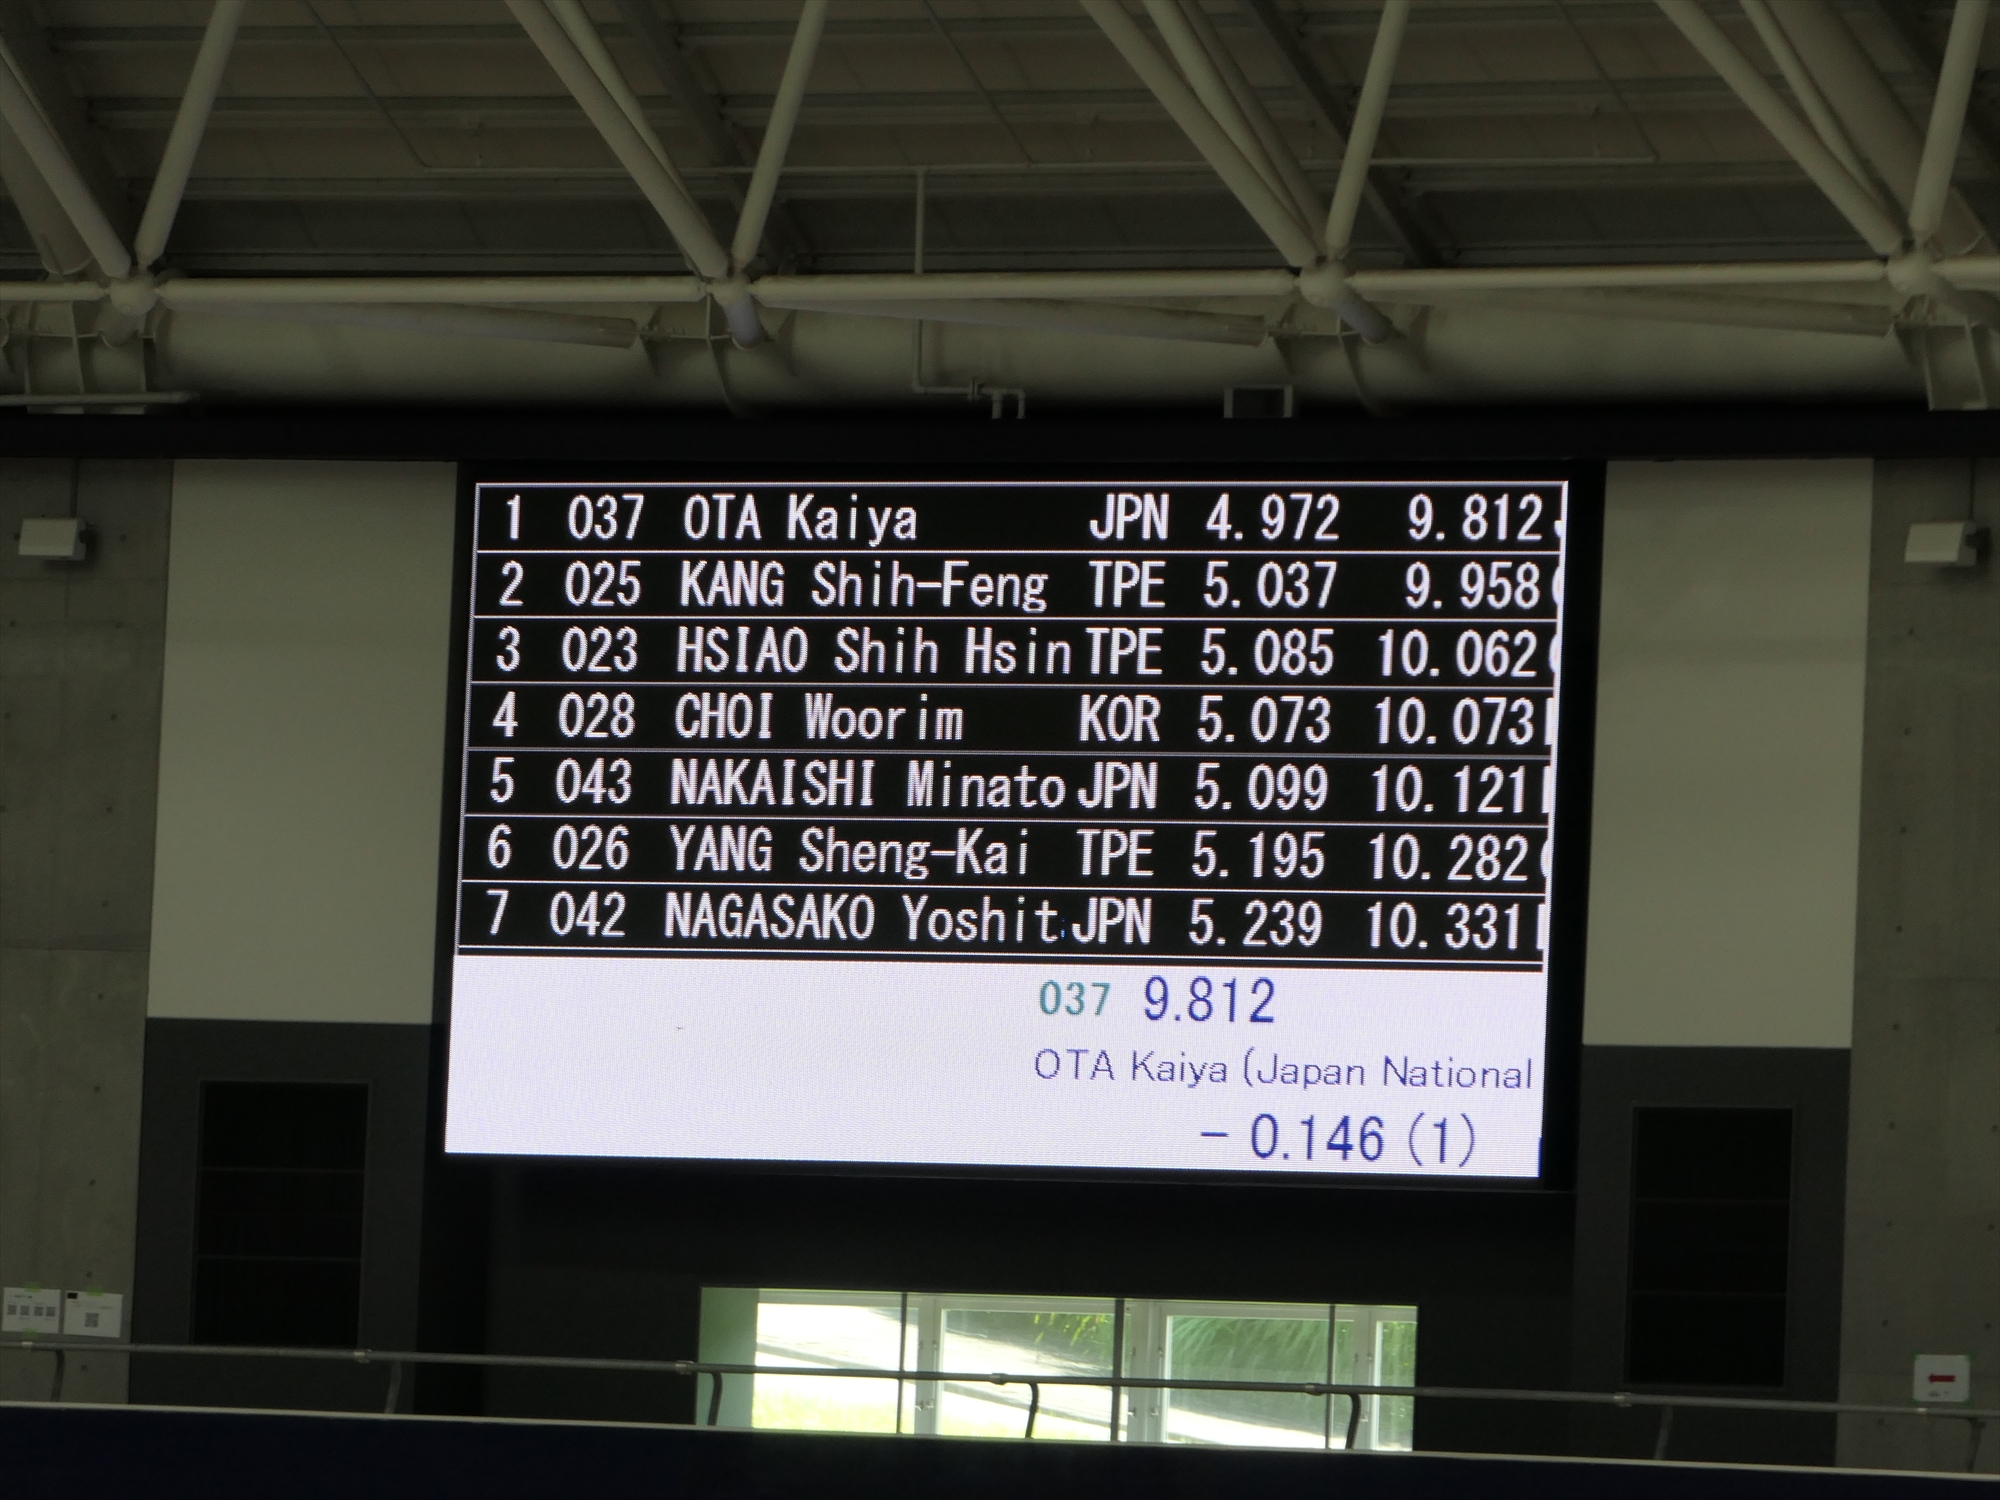 1 037 OTA Kaiya JPN 4.972 9.812
2 025 KANG Shih-Feng TPE 5.037 9.958
3 023 HSIAO Shih Hsin TPE 5.085 10.062
4 028 CHOI Woorim KOR 5.073 10.073
5 043 NAKAISHI Minato JPN 5.099 10.121
6 026 YANG Sheng-Kai TPE 5.195 10.282
7 042 NAGASAKO Yoshit JPN 5.239 10.331
037 9.812
OTA Kaiya (Japan National
- 0.146 (1)